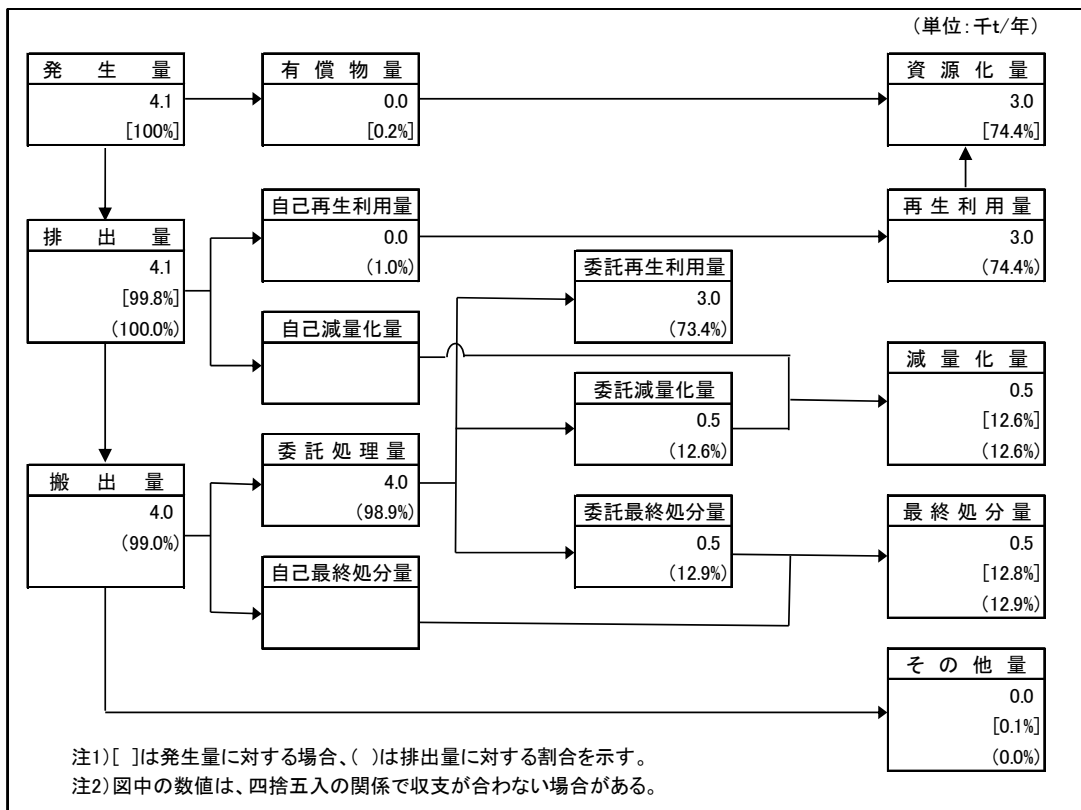 (単位:千t/年)
発生量
4.1
[100%]
有償物量
0.0
[0.2%]
資源化量
3.0
[74.4%]
排出量
4.1
[99.8%]
(100.0%)
自己再生利用量
0.0
(1.0%)
再生利用量
3.0
(74.4%)
委託再生利用量
3.0
(73.4%)
自己減量化量
委託減量化量
0.5
(12.6%)
減量化量
0.5
[12.6%]
(12.6%)
搬出量
4.0
(99.0%)
委託処理量
4.0
(98.9%)
委託最終処分量
0.5
(12.9%)
最終処分量
0.5
[12.8%]
(12.9%)
自己最終処分量
その他量
0.0
[0.1%]
(0.0%)
注1)[ ]は発生量に対する場合、( )は排出量に対する割合を示す。
注2)図中の数値は、四捨五入の関係で収支が合わない場合がある。